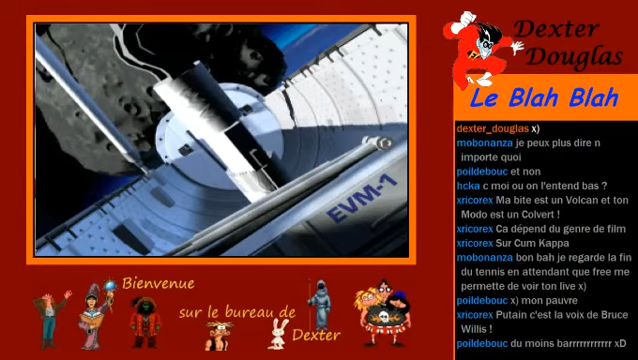 EVM-1
Bienvenue
sur le bureau de
Dexter
Dexter
Douglas
Le Blah Blah
dexter_douglas x)
mobonanza je peux plus dire n
importe quoi
poildebouc et non
hcka c moi ou on l'entend bas ?
xricorex Ma bite est un Volcan et ton
Modo est un Colvert !
xricorex Ca dépend du genre de film
xricorex Sur Cum Kappa
mobonanza bon bah je regarde la fin
du tennis en attendant que free me
permette de voir ton live x)
poildebouc x) mon pauvre
xricorex Putain c'est la voix de Bruce
Willis !
poildebouc du moins barrrrrrrrrrrr xD